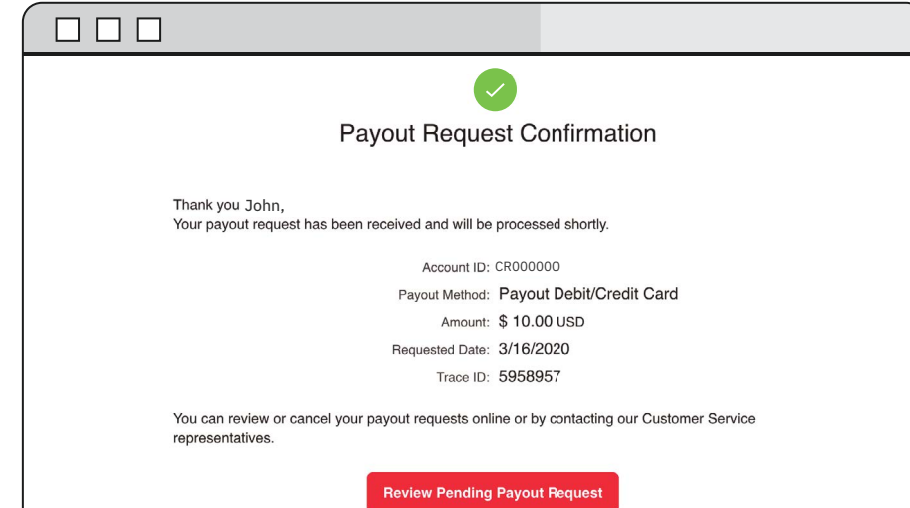 Payout Request Confirmation
Thank you John,
Your payout request has been received and will be processed shortly.
Account ID: CR000000
Payout Method: Payout Debit/Credit Card
Amount: $ 10.00 USD
Requested Date: 3/16/2020
Trace ID: 5958957
You can review or cancel your payout requests online or by contacting our Customer Service
representatives.
Review Pending Payout Request